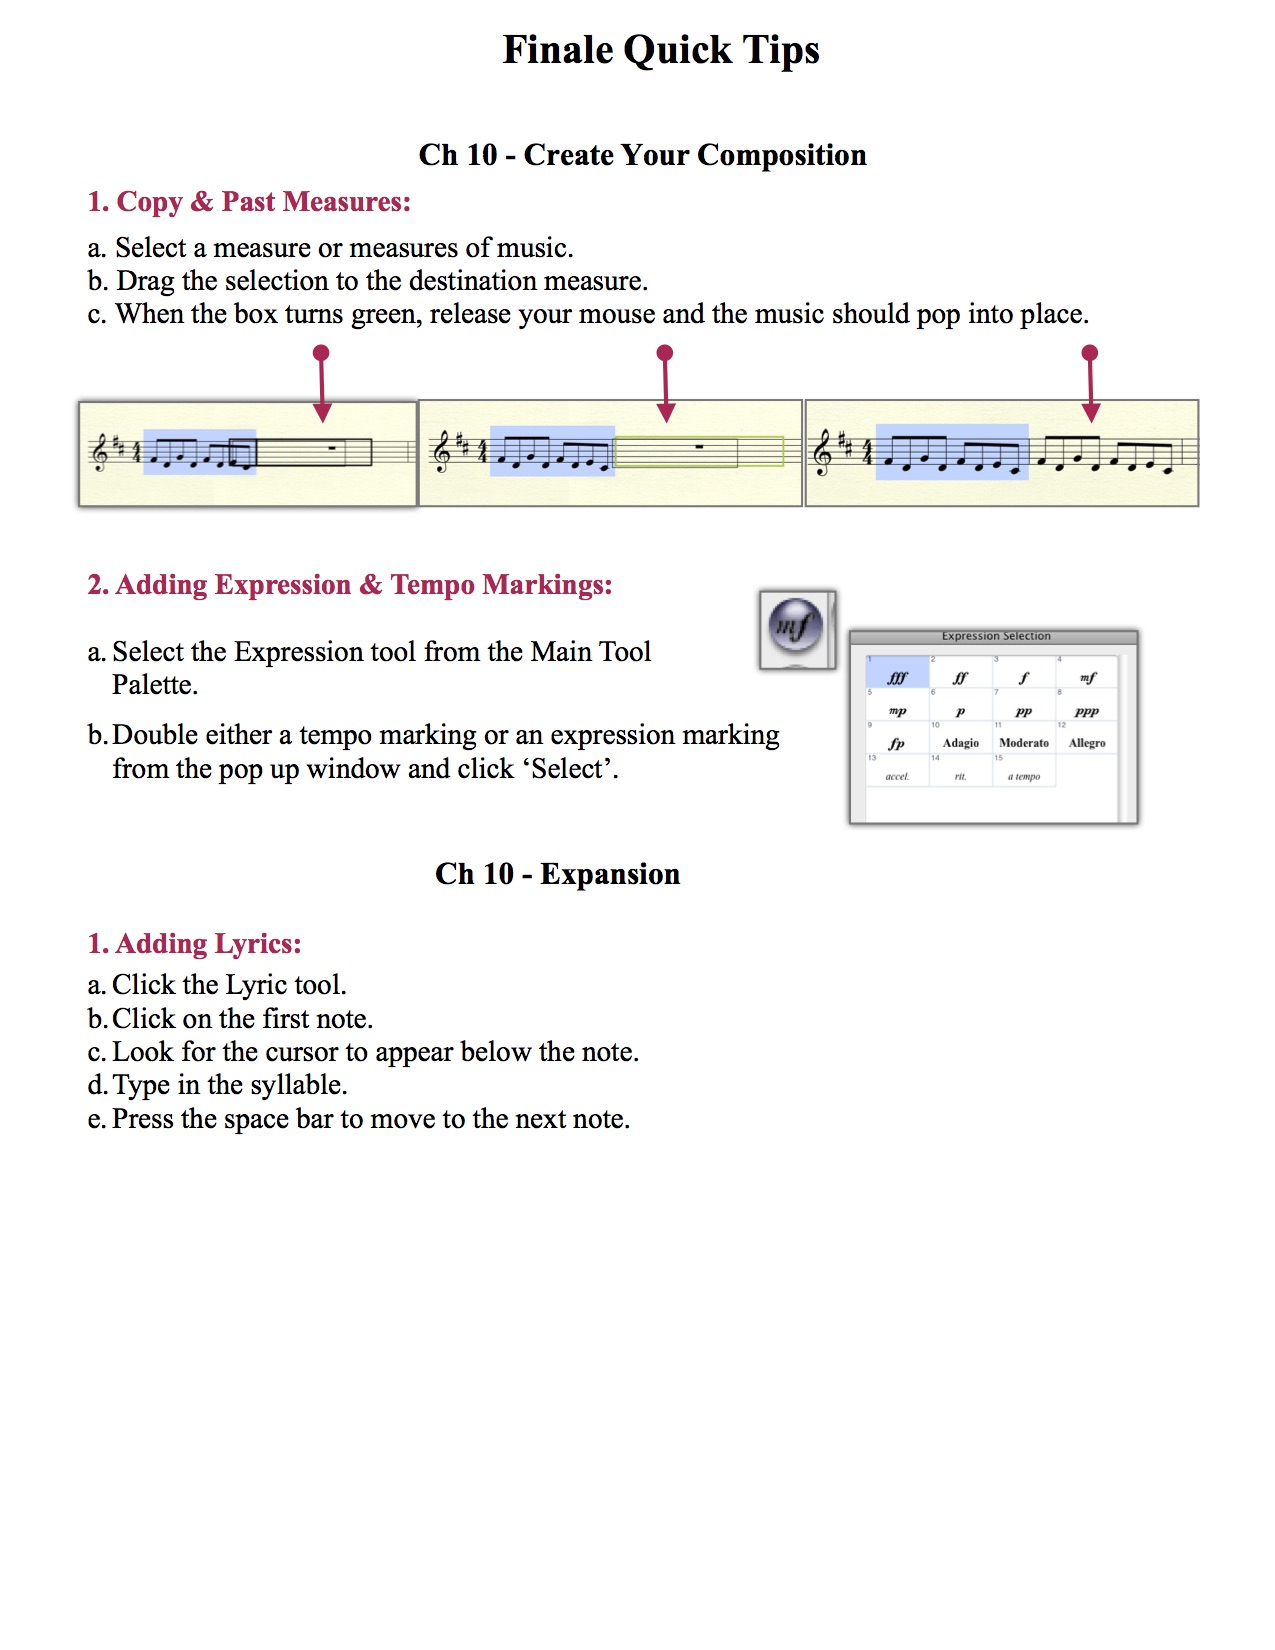 Finale Quick Tips
Ch 10 - Create Your Composition
1. Copy & Past Measures:
a. Select a measure or measures of music.
b. Drag the selection to the destination measure.
c. When the box turns green, release your mouse and the music should pop into place.
2. Adding Expression & Tempo Markings:
mf
a. Select the Expression tool from the Main Tool
Palette.
b. Double either a tempo marking or an expression marking
from the pop up window and click ‘Select’.
Expression Selection
1 2 3 4
fff ff f mf
5 6 7 8
mp p pp ppp
9 10 11 12
fp Adagio Moderato Allegro
13 14 15
accel. rit. a tempo
Ch 10 - Expansion
1. Adding Lyrics:
a. Click the Lyric tool.
b. Click on the first note.
c. Look for the cursor to appear below the note.
d. Type in the syllable.
e. Press the space bar to move to the next note.